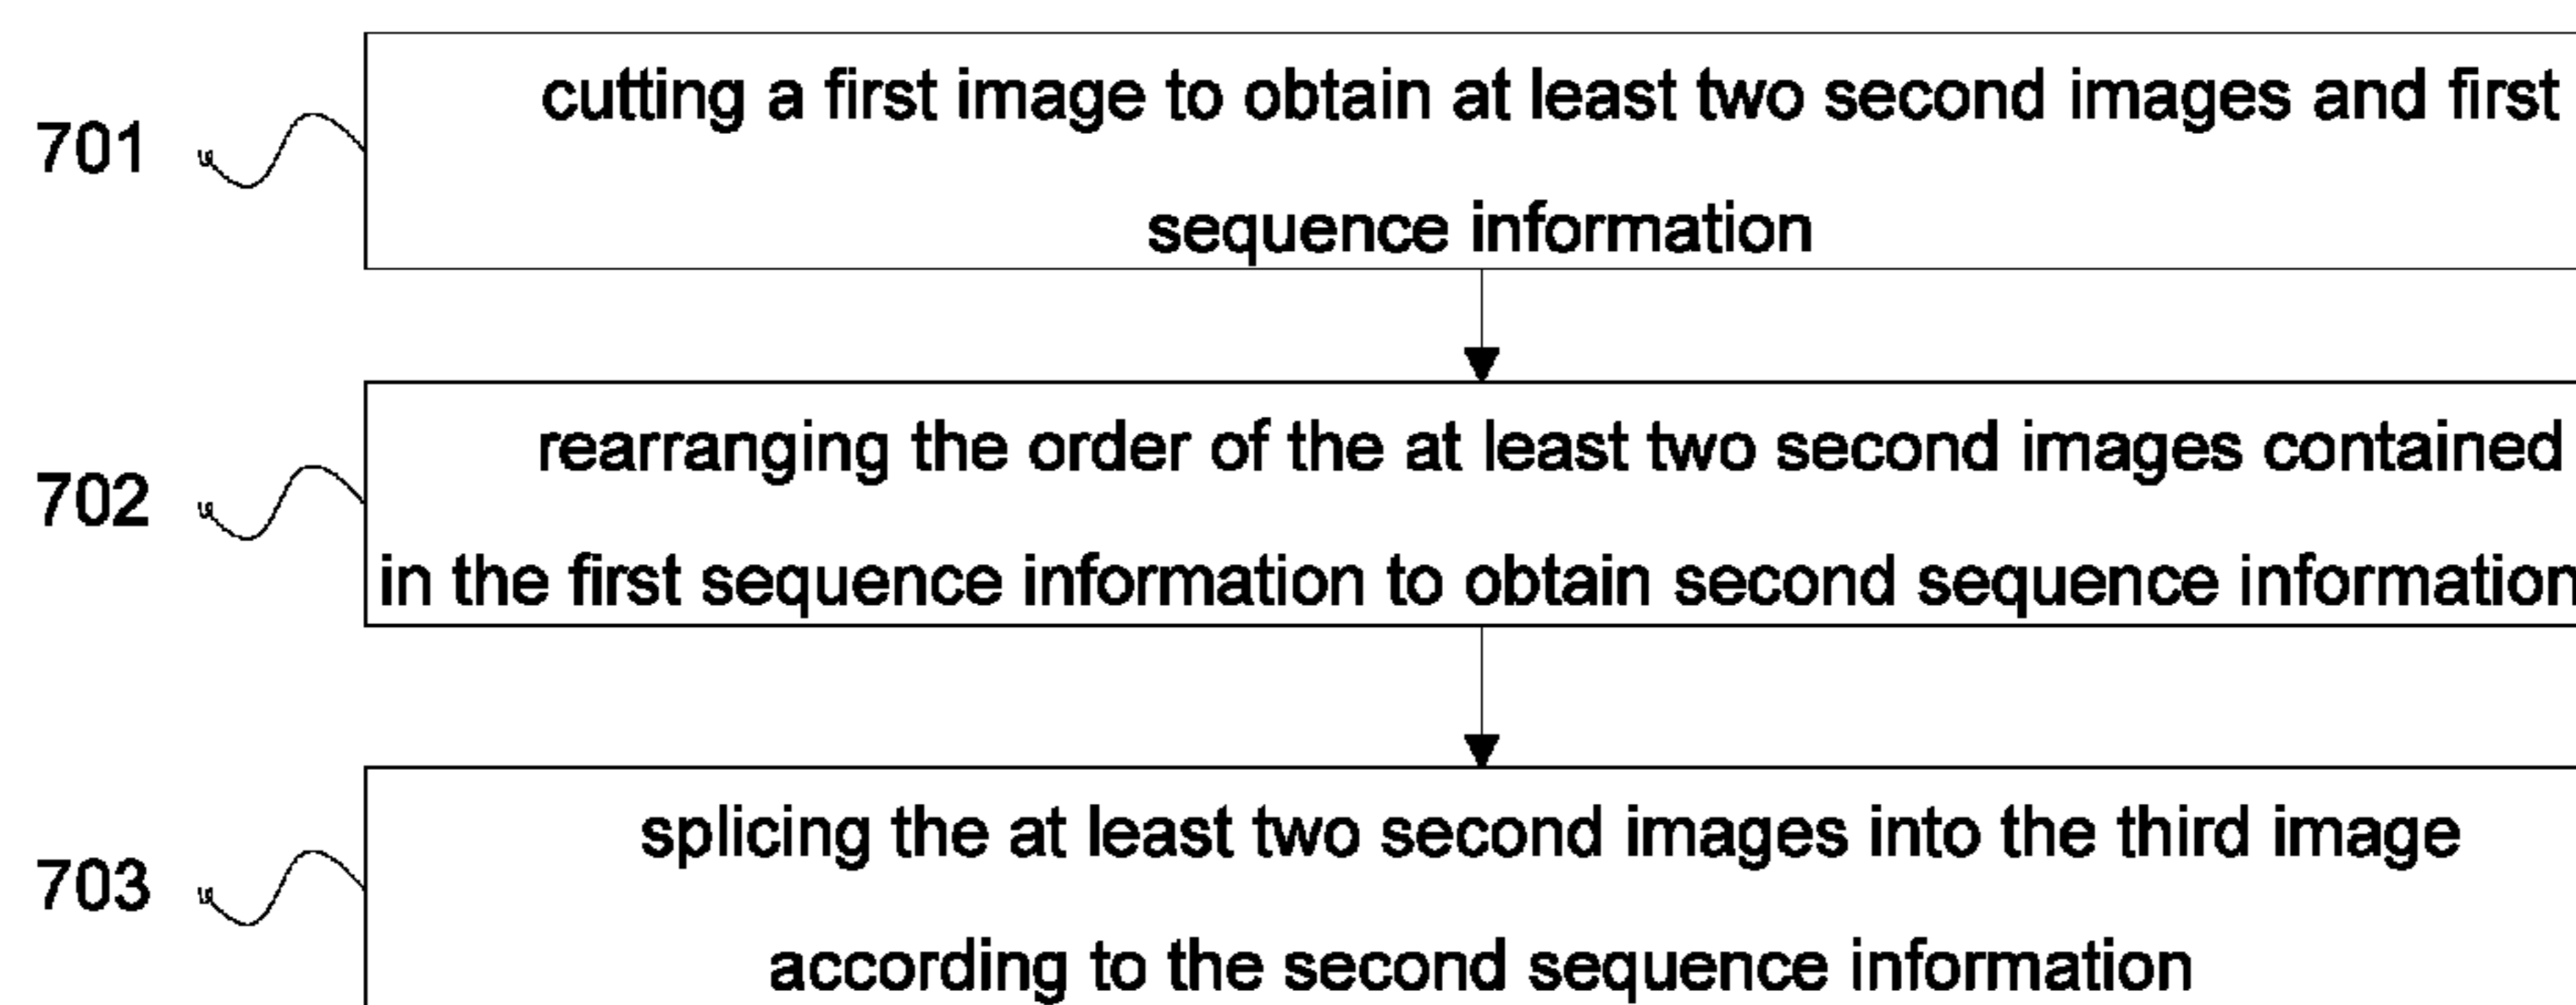 701
cutting a first image to obtain at least two second images and first
sequence information
702
rearranging the order of the at least two second images contained
in the first sequence information to obtain second sequence information
703
splicing the at least two second images into the third image
according to the second sequence information